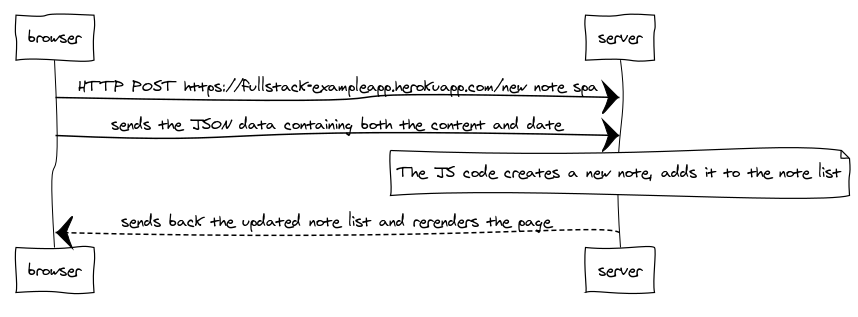 browser
server
HTTP POST https://fullstack-exampleapp.herokuapp.com/new note spa
sends the JSON data containing both the content and date
The JS code creates a new note, adds it to the note list
sends back the updated note list and rerenders the page
browser
server